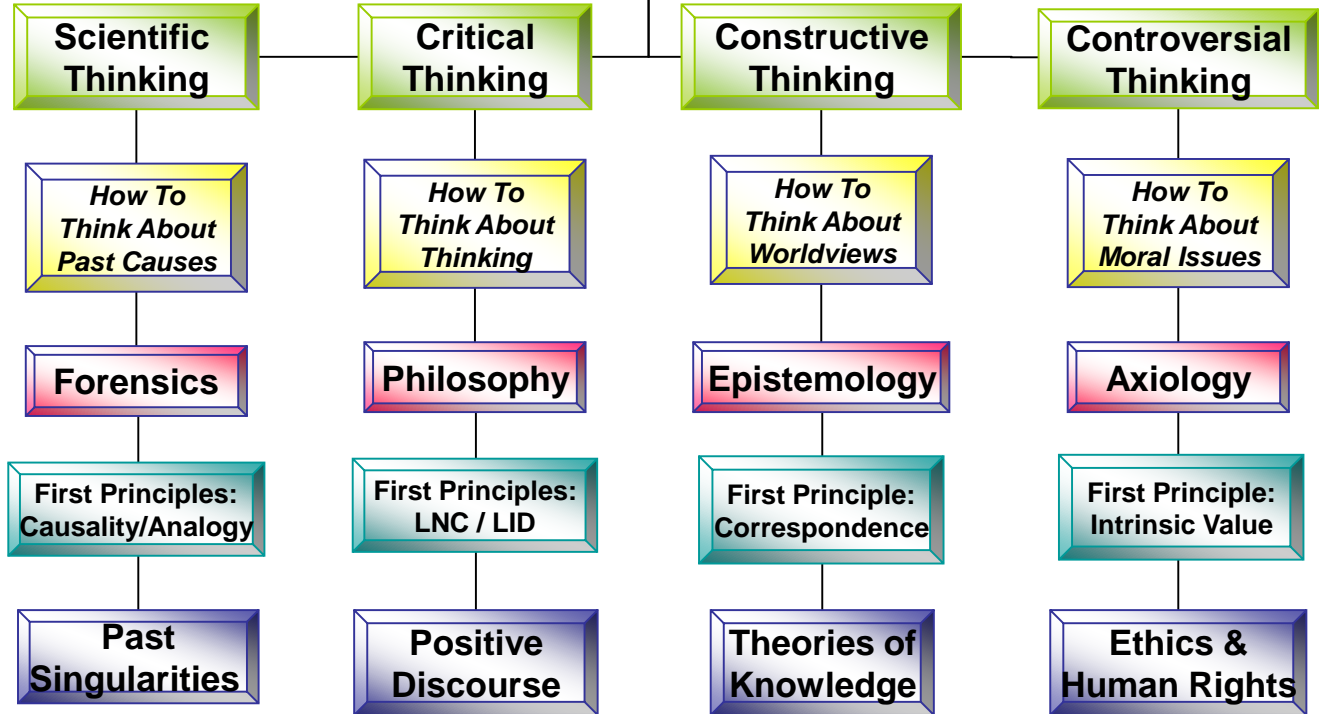 Scientific
Thinking
Critical
Thinking
Constructive
Thinking
Controversial
Thinking
How To
Think About
Past Causes
How To
Think About
Thinking
How To
Think About
Worldviews
How To
Think About
Moral Issues
Forensics
Philosophy
Epistemology
Axiology
First Principles:
Causality/Analogy
First Principles:
LNC / LID
First Principle:
Correspondence
First Principle:
Intrinsic Value
Past
Singularities
Positive
Discourse
Theories of
Knowledge
Ethics &
Human Rights